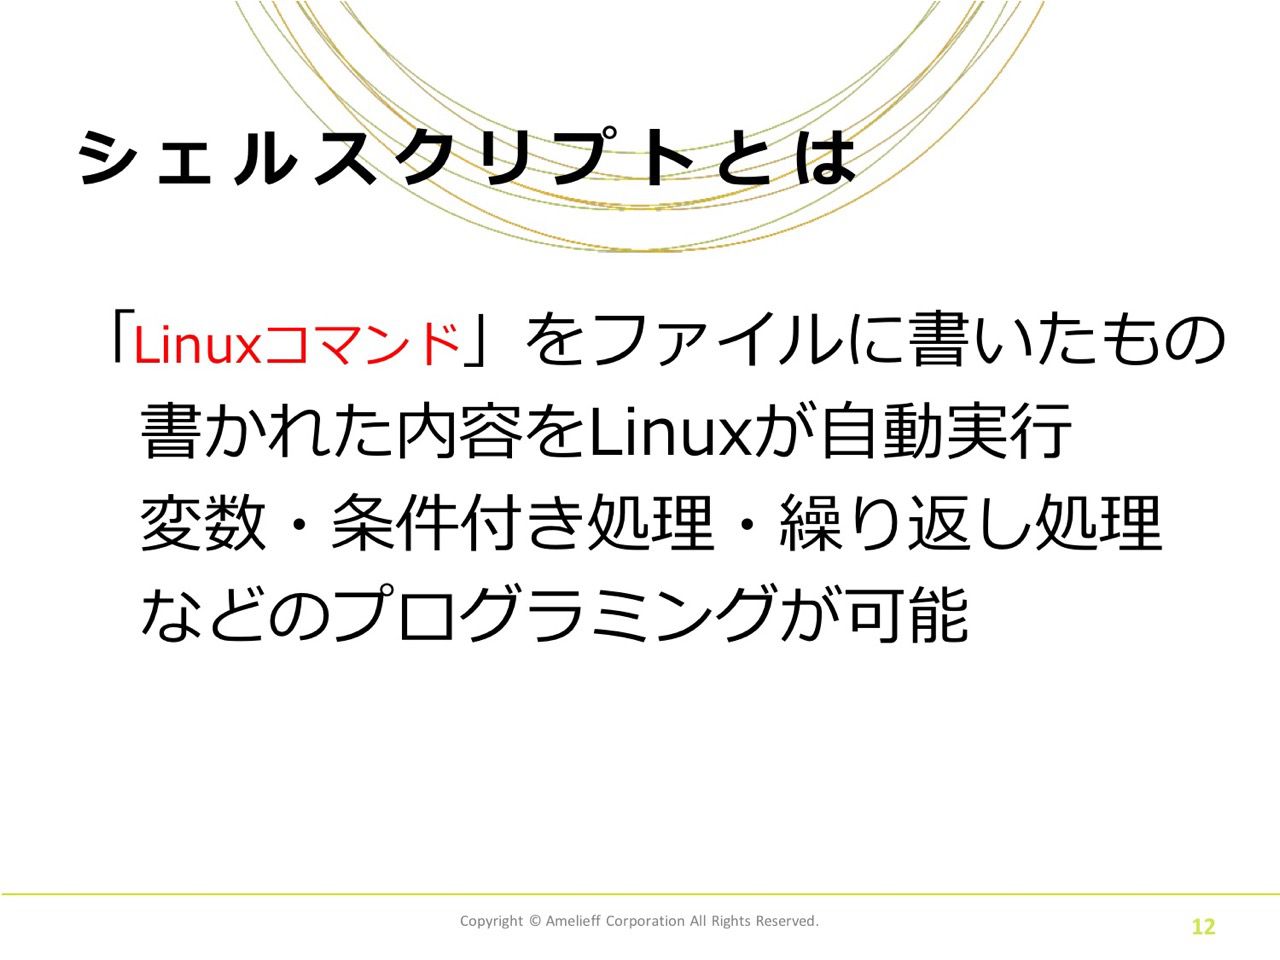 シェルスクリプトとは
「Linuxコマンド」をファイルに書いたもの
書かれた内容をLinuxが自動実行
変数・条件付き処理・繰り返し処理
などのプログラミングが可能
Copyright © Amelieff Corporation All Rights Reserved.
12